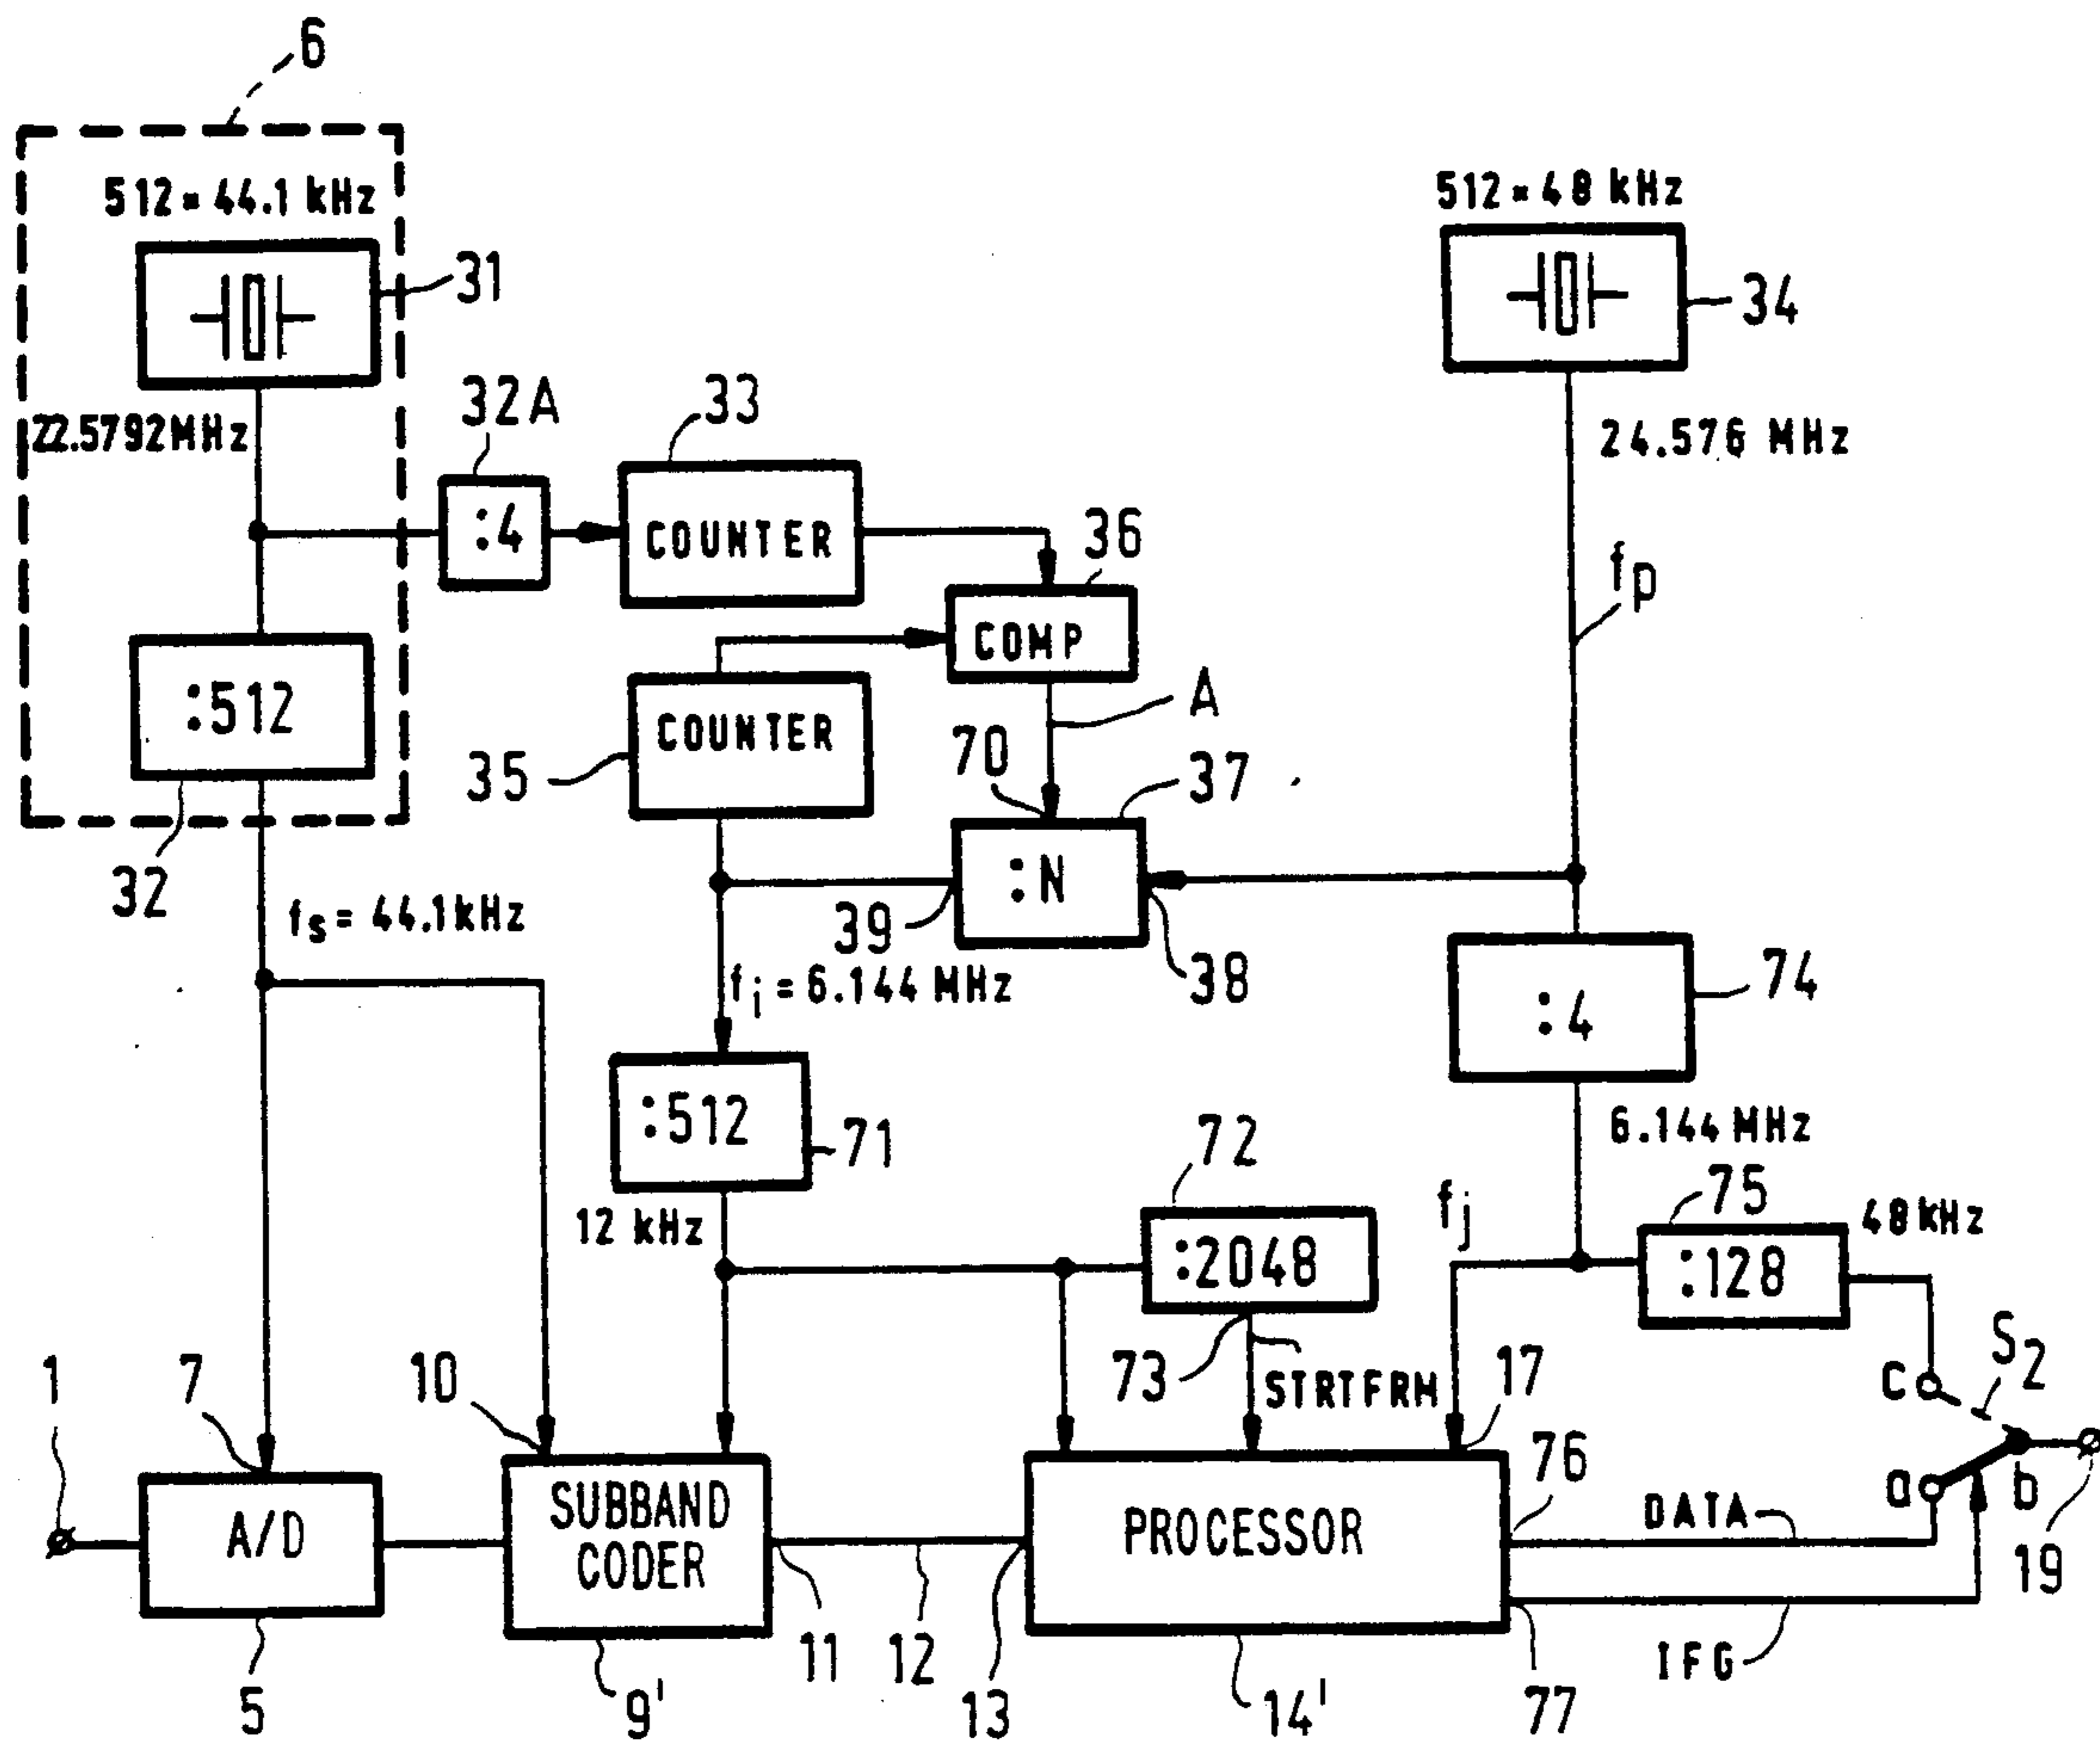 6
512 × 44.1 kHz
512 × 48 kHz
31
34
22.5792MHz
32A
33
24.576 MHz
:4
COUNTER
36
fp
COMP
:512
COUNTER
A
35
70
37
:N
32
fs = 44.1kHz
39
38
74
fi = 6.144 MHz
:4
:512
71
72
6.144 MHz
75
12 kHz
fj
48 kHz
:2048
:128
1
7
10
73
STRTFRM
17
c
S2
76
A/D
SUBBAND
CODER
PROCESSOR
DATA
a
b
19
5
9'
11
12
13
14'
77
IFG